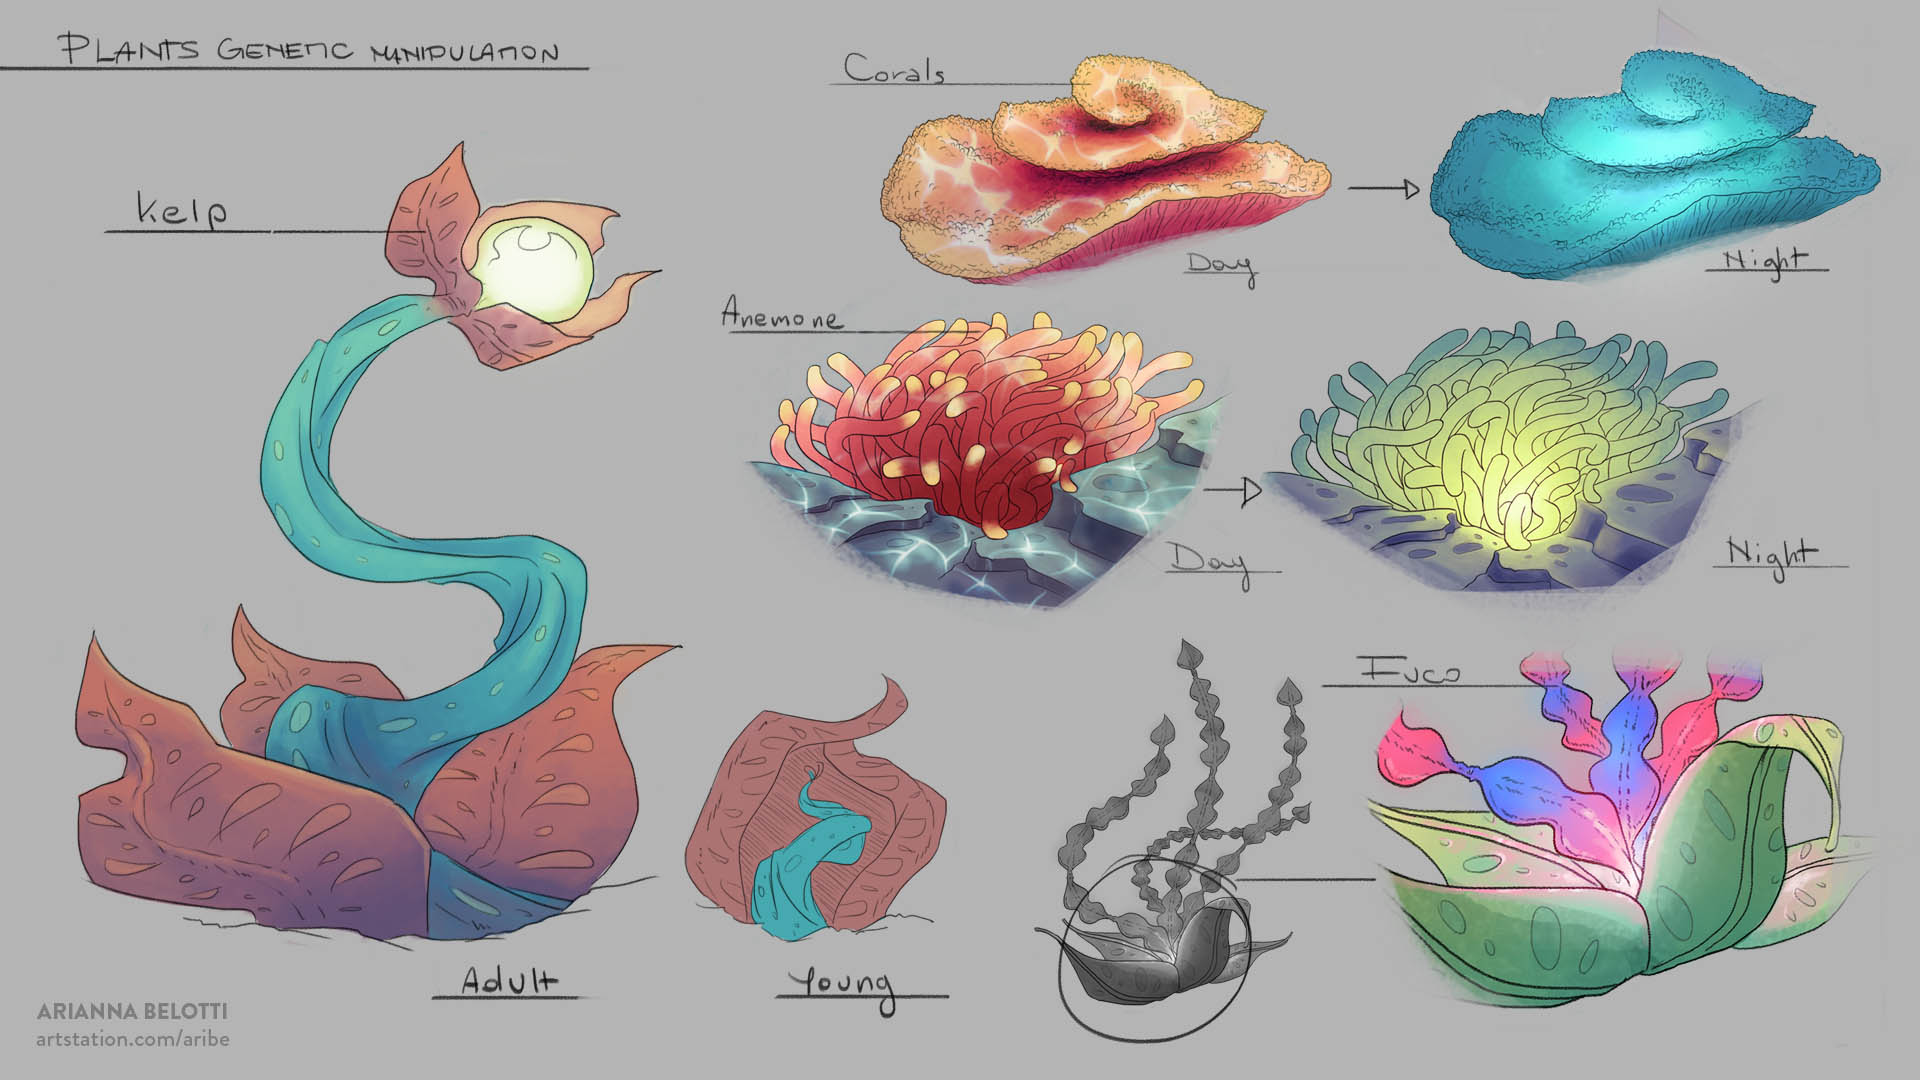 PLANTS GENETIC MANIPULATION
Corals
Kelp
Day
Night
Anemone
Day
Night
Fuco
Adult
Young
ARIANNA BELOTTI
artstation.com/aribe